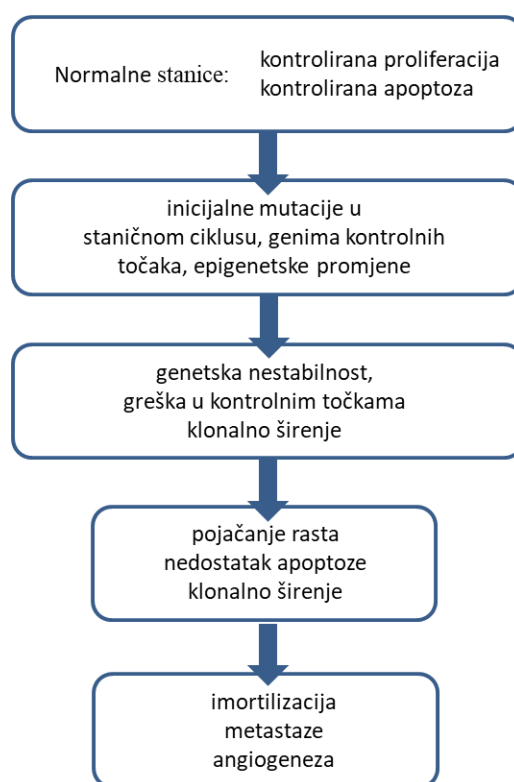 Normalne stanice: kontrolirana proliferacija
kontrolirana apoptoza
inicijalne mutacije u
staničnom ciklusu, genima kontrolnih
točaka, epigenetske promjene
genetska nestabilnost,
greška u kontrolnim točkama
klonalno širenje
pojačanje rasta
nedostatak apoptoze
klonalno širenje
imortilizacija
metastaze
angiogeneza